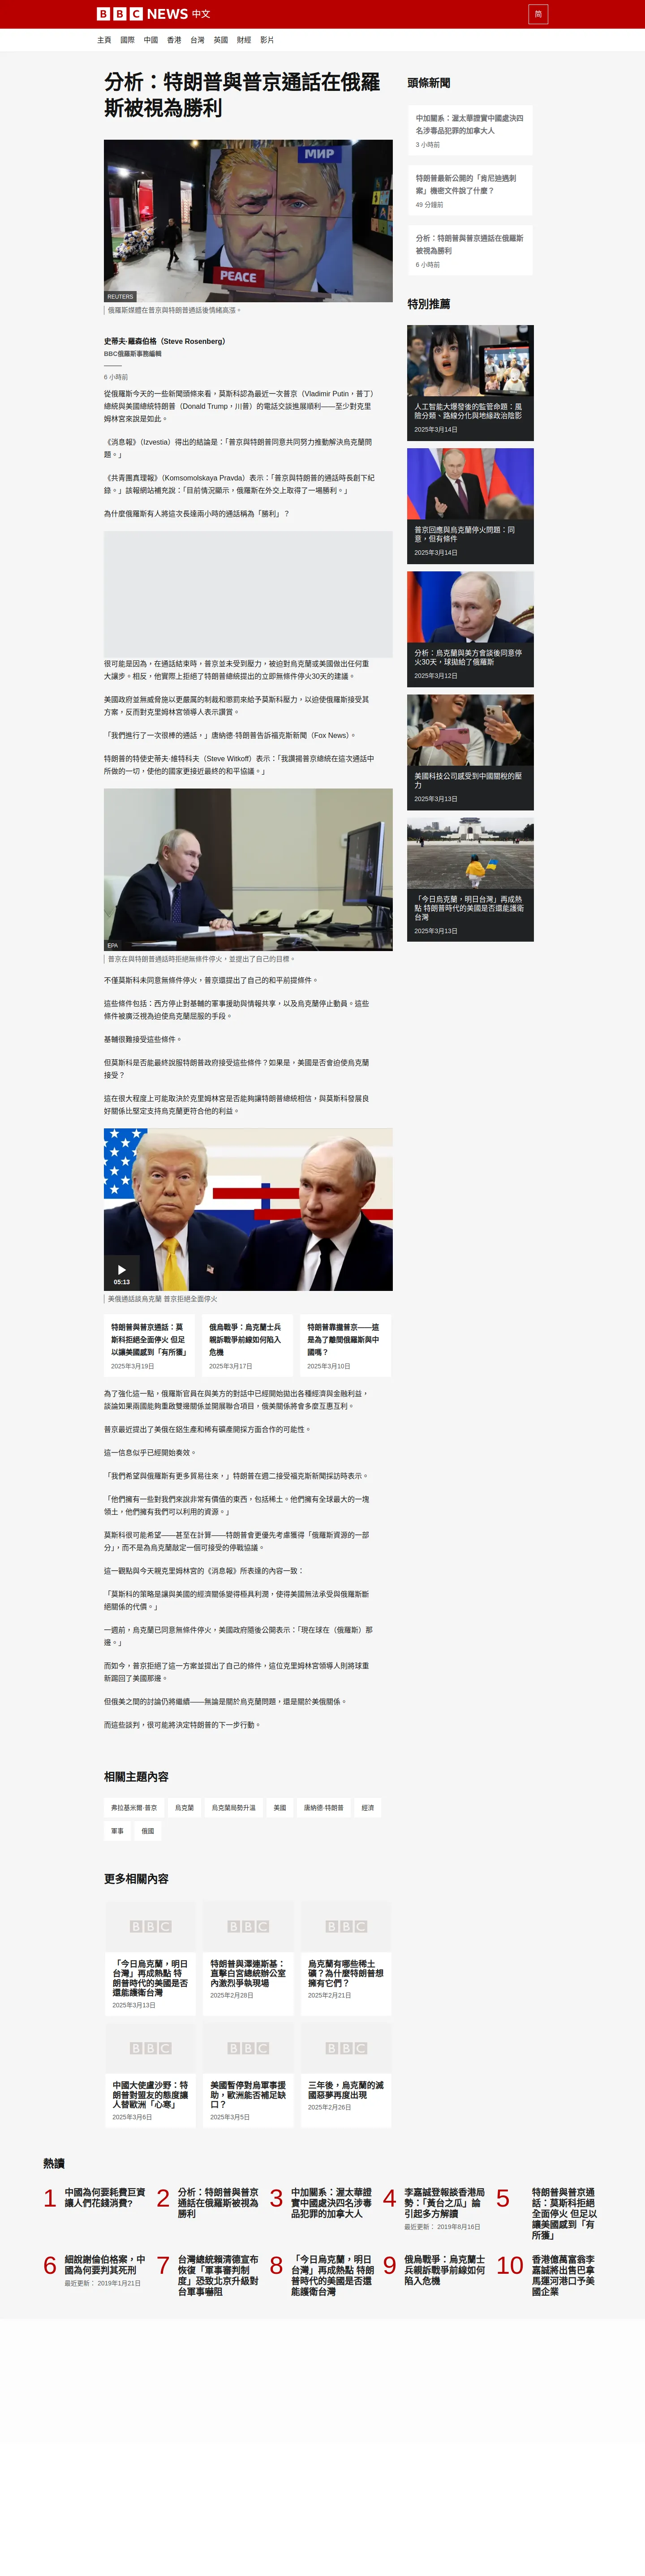 BBC NEWS 中文
简
主頁 國際 中國 香港 台灣 英國 財經 影片
分析：特朗普與普京通話在俄羅
斯被視為勝利
МИР
PEACE
REUTERS
俄羅斯媒體在普京與特朗普通話後情緒高漲。
史蒂夫·羅森伯格（Steve Rosenberg）
BBC俄羅斯事務編輯
6 小時前
從俄羅斯今天的一些新聞頭條來看，莫斯科認為最近一次普京（Vladimir Putin，普丁）
總統與美國總統特朗普（Donald Trump，川普）的電話交談進展順利——至少對克里
姆林宮來說是如此。
《消息報》（Izvestia）得出的結論是：「普京與特朗普同意共同努力推動解決烏克蘭問
題。」
《共青團真理報》（Komsomolskaya Pravda）表示：「普京與特朗普的通話時長創下紀
錄。」該報網站補充說：「目前情況顯示，俄羅斯在外交上取得了一場勝利。」
為什麼俄羅斯有人將這次長達兩小時的通話稱為「勝利」？
很可能是因為，在通話結束時，普京並未受到壓力，被迫對烏克蘭或美國做出任何重
大讓步。相反，他實際上拒絕了特朗普總統提出的立即無條件停火30天的建議。
美國政府並無威脅施以更嚴厲的制裁和懲罰來給予莫斯科壓力，以迫使俄羅斯接受其
方案，反而對克里姆林宮領導人表示讚賞。
「我們進行了一次很棒的通話，」唐納德·特朗普告訴福克斯新聞（Fox News）。
特朗普的特使史蒂夫·維特科夫（Steve Witkoff）表示：「我讚揚普京總統在這次通話中
所做的一切，使他的國家更接近最終的和平協議。」
EPA
普京在與特朗普通話時拒絕無條件停火，並提出了自己的目標。
不僅莫斯科未同意無條件停火，普京還提出了自己的和平前提條件。
這些條件包括：西方停止對基輔的軍事援助與情報共享，以及烏克蘭停止動員。這些
條件被廣泛視為迫使烏克蘭屈服的手段。
基輔很難接受這些條件。
但莫斯科是否能最終說服特朗普政府接受這些條件？如果是，美國是否會迫使烏克蘭
接受？
這在很大程度上可能取決於克里姆林宮是否能夠讓特朗普總統相信，與莫斯科發展良
好關係比堅定支持烏克蘭更符合他的利益。
05:13
美俄通話談烏克蘭 普京拒絕全面停火
特朗普與普京通話：莫
斯科拒絕全面停火 但足
以讓美國感到「有所獲」
2025年3月19日
俄烏戰爭：烏克蘭士兵
親訴戰爭前線如何陷入
危機
2025年3月17日
特朗普靠攏普京——這
是為了離間俄羅斯與中
國嗎？
2025年3月10日
為了強化這一點，俄羅斯官員在與美方的對話中已經開始拋出各種經濟與金融利益，
談論如果兩國能夠重啟雙邊關係並開展聯合項目，俄美關係將會多麼互惠互利。
普京最近提出了美俄在鋁生產和稀有礦產開採方面合作的可能性。
這一信息似乎已經開始奏效。
「我們希望與俄羅斯有更多貿易往來，」特朗普在週二接受福克斯新聞採訪時表示。
「他們擁有一些對我們來說非常有價值的東西，包括稀土。他們擁有全球最大的一塊
領土，他們擁有我們可以利用的資源。」
莫斯科很可能希望——甚至在計算——特朗普會更優先考慮獲得「俄羅斯資源的一部
分」，而不是為烏克蘭敲定一個可接受的停戰協議。
這一觀點與今天親克里姆林宮的《消息報》所表達的內容一致：
「莫斯科的策略是讓與美國的經濟關係變得極具利潤，使得美國無法承受與俄羅斯斷
絕關係的代價。」
一週前，烏克蘭已同意無條件停火，美國政府隨後公開表示：「現在球在（俄羅斯）那
邊。」
而如今，普京拒絕了這一方案並提出了自己的條件，這位克里姆林宮領導人則將球重
新踢回了美國那邊。
但俄美之間的討論仍將繼續——無論是關於烏克蘭問題，還是關於美俄關係。
而這些談判，很可能將決定特朗普的下一步行動。
相關主題內容
弗拉基米爾·普京 烏克蘭 烏克蘭局勢升溫 美國 唐納德·特朗普 經濟
軍事 俄國
更多相關內容
BBC
「今日烏克蘭，明日
台灣」再成熱點 特
朗普時代的美國是否
還能護衛台灣
2025年3月13日
BBC
特朗普與澤連斯基：
直擊白宮總統辦公室
內激烈爭執現場
2025年2月28日
BBC
烏克蘭有哪些稀土
礦？為什麼特朗普想
擁有它們？
2025年2月21日
BBC
中國大使盧沙野：特
朗普對盟友的態度讓
人替歐洲「心寒」
2025年3月6日
BBC
美國暫停對烏軍事援
助，歐洲能否補足缺
口？
2025年3月5日
BBC
三年後，烏克蘭的滅
國惡夢再度出現
2025年2月26日
頭條新聞
中加關系：渥太華證實中國處決四
名涉毒品犯罪的加拿大人
3 小時前
特朗普最新公開的「肯尼迪遇刺
案」機密文件說了什麼？
49 分鐘前
分析：特朗普與普京通話在俄羅斯
被視為勝利
6 小時前
特別推薦
人工智能大爆發後的監管命題：風
險分類、路線分化與地緣政治陰影
2025年3月14日
普京回應與烏克蘭停火問題：同
意，但有條件
2025年3月14日
分析：烏克蘭與美方會談後同意停
火30天，球拋給了俄羅斯
2025年3月12日
美國科技公司感受到中國關稅的壓
力
2025年3月13日
「今日烏克蘭，明日台灣」再成熱
點 特朗普時代的美國是否還能護衛
台灣
2025年3月13日
熱讀
1
中國為何要耗費巨資
讓人們花錢消費?
2
分析：特朗普與普京
通話在俄羅斯被視為
勝利
3
中加關系：渥太華證
實中國處決四名涉毒
品犯罪的加拿大人
4
李嘉誠登報談香港局
勢：「黃台之瓜」論
引起多方解讀
最近更新： 2019年8月16日
5
特朗普與普京通
話：莫斯科拒絕
全面停火 但足以
讓美國感到「有
所獲」
6
細說謝倫伯格案，中
國為何要判其死刑
最近更新： 2019年1月21日
7
台灣總統賴清德宣布
恢復「軍事審判制
度」恐致北京升級對
台軍事嚇阻
8
「今日烏克蘭，明日
台灣」再成熱點 特朗
普時代的美國是否還
能護衛台灣
9
俄烏戰爭：烏克蘭士
兵親訴戰爭前線如何
陷入危機
10
香港億萬富翁李
嘉誠將出售巴拿
馬運河港口予美
國企業